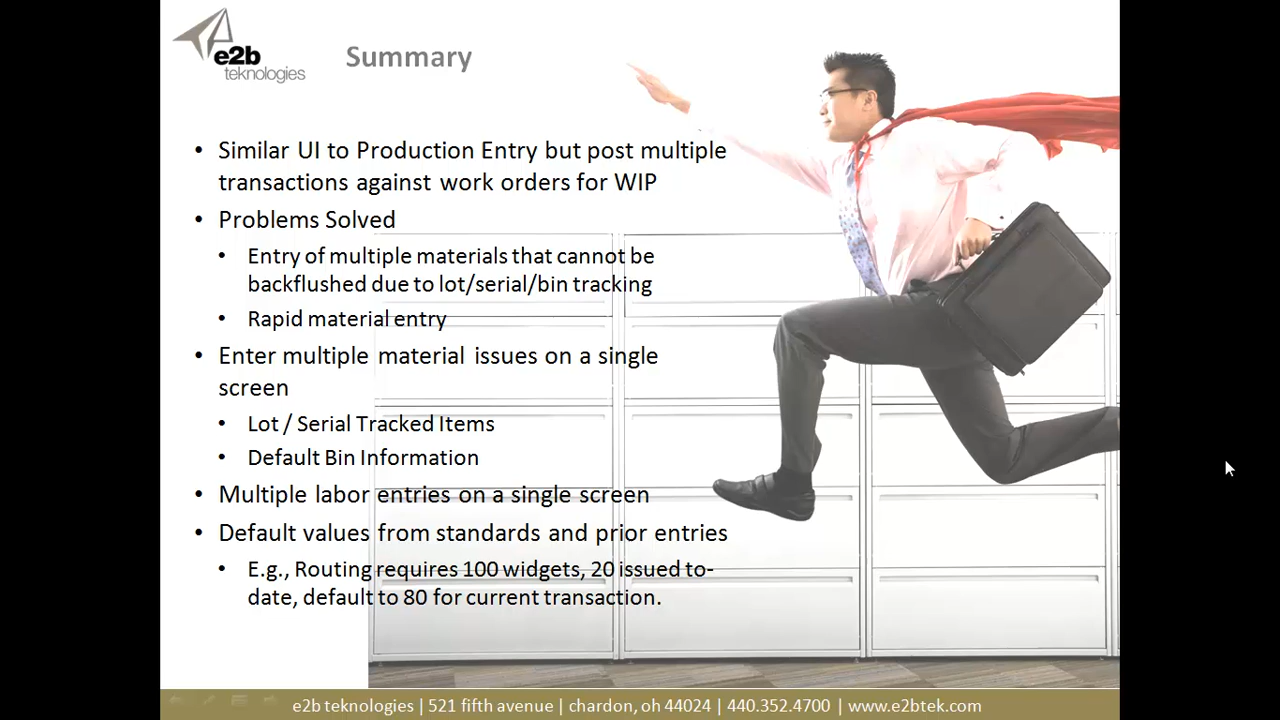 e2b
teknologies
Summary
• Similar UI to Production Entry but post multiple
transactions against work orders for WIP
• Problems Solved
• Entry of multiple materials that cannot be
backflushed due to lot/serial/bin tracking
• Rapid material entry
• Enter multiple material issues on a single
screen
• Lot / Serial Tracked Items
• Default Bin Information
• Multiple labor entries on a single screen
• Default values from standards and prior entries
• E.g., Routing requires 100 widgets, 20 issued to-
date, default to 80 for current transaction.
e2b teknologies | 521 fifth avenue | chardon, oh 44024 | 440.352.4700 | www.e2btek.com